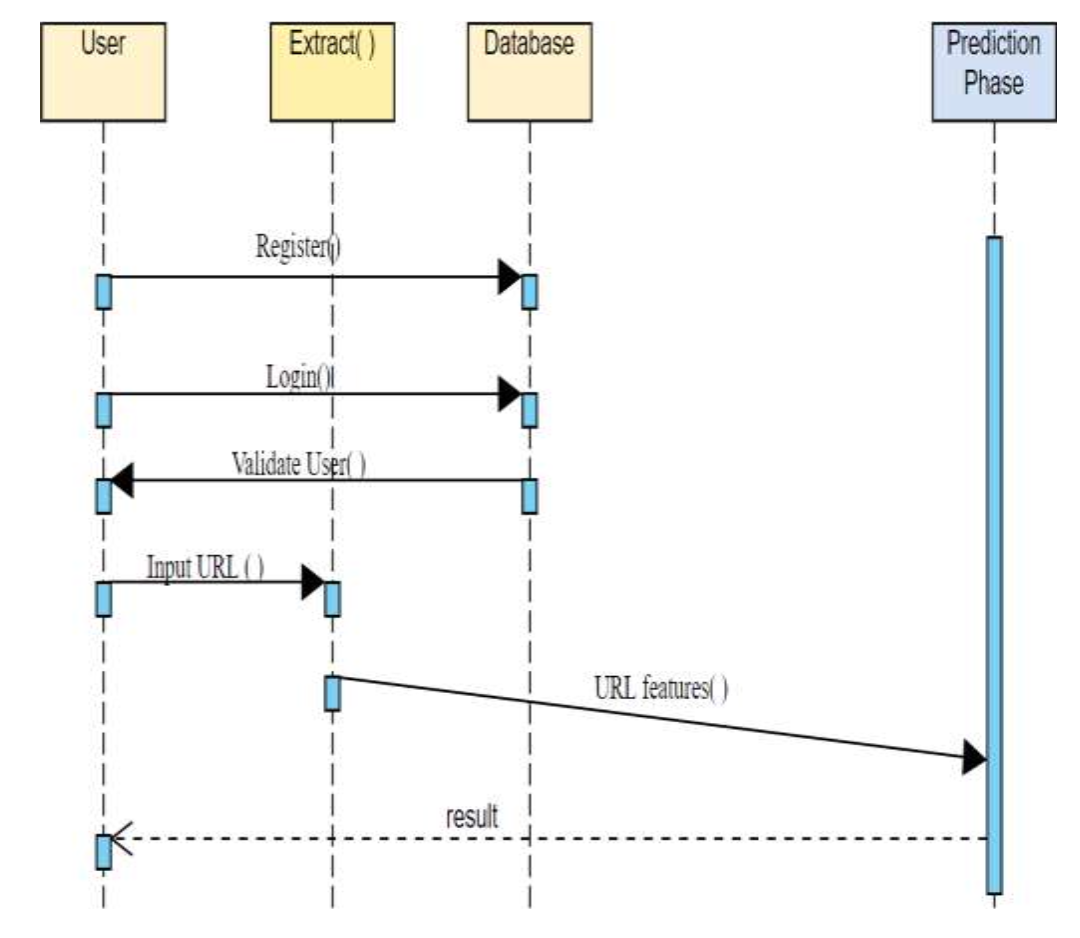 User
Extract( )
Database
Prediction
Phase
Register()
Login()
Validate User( )
Input URL ( )
URL features( )
result